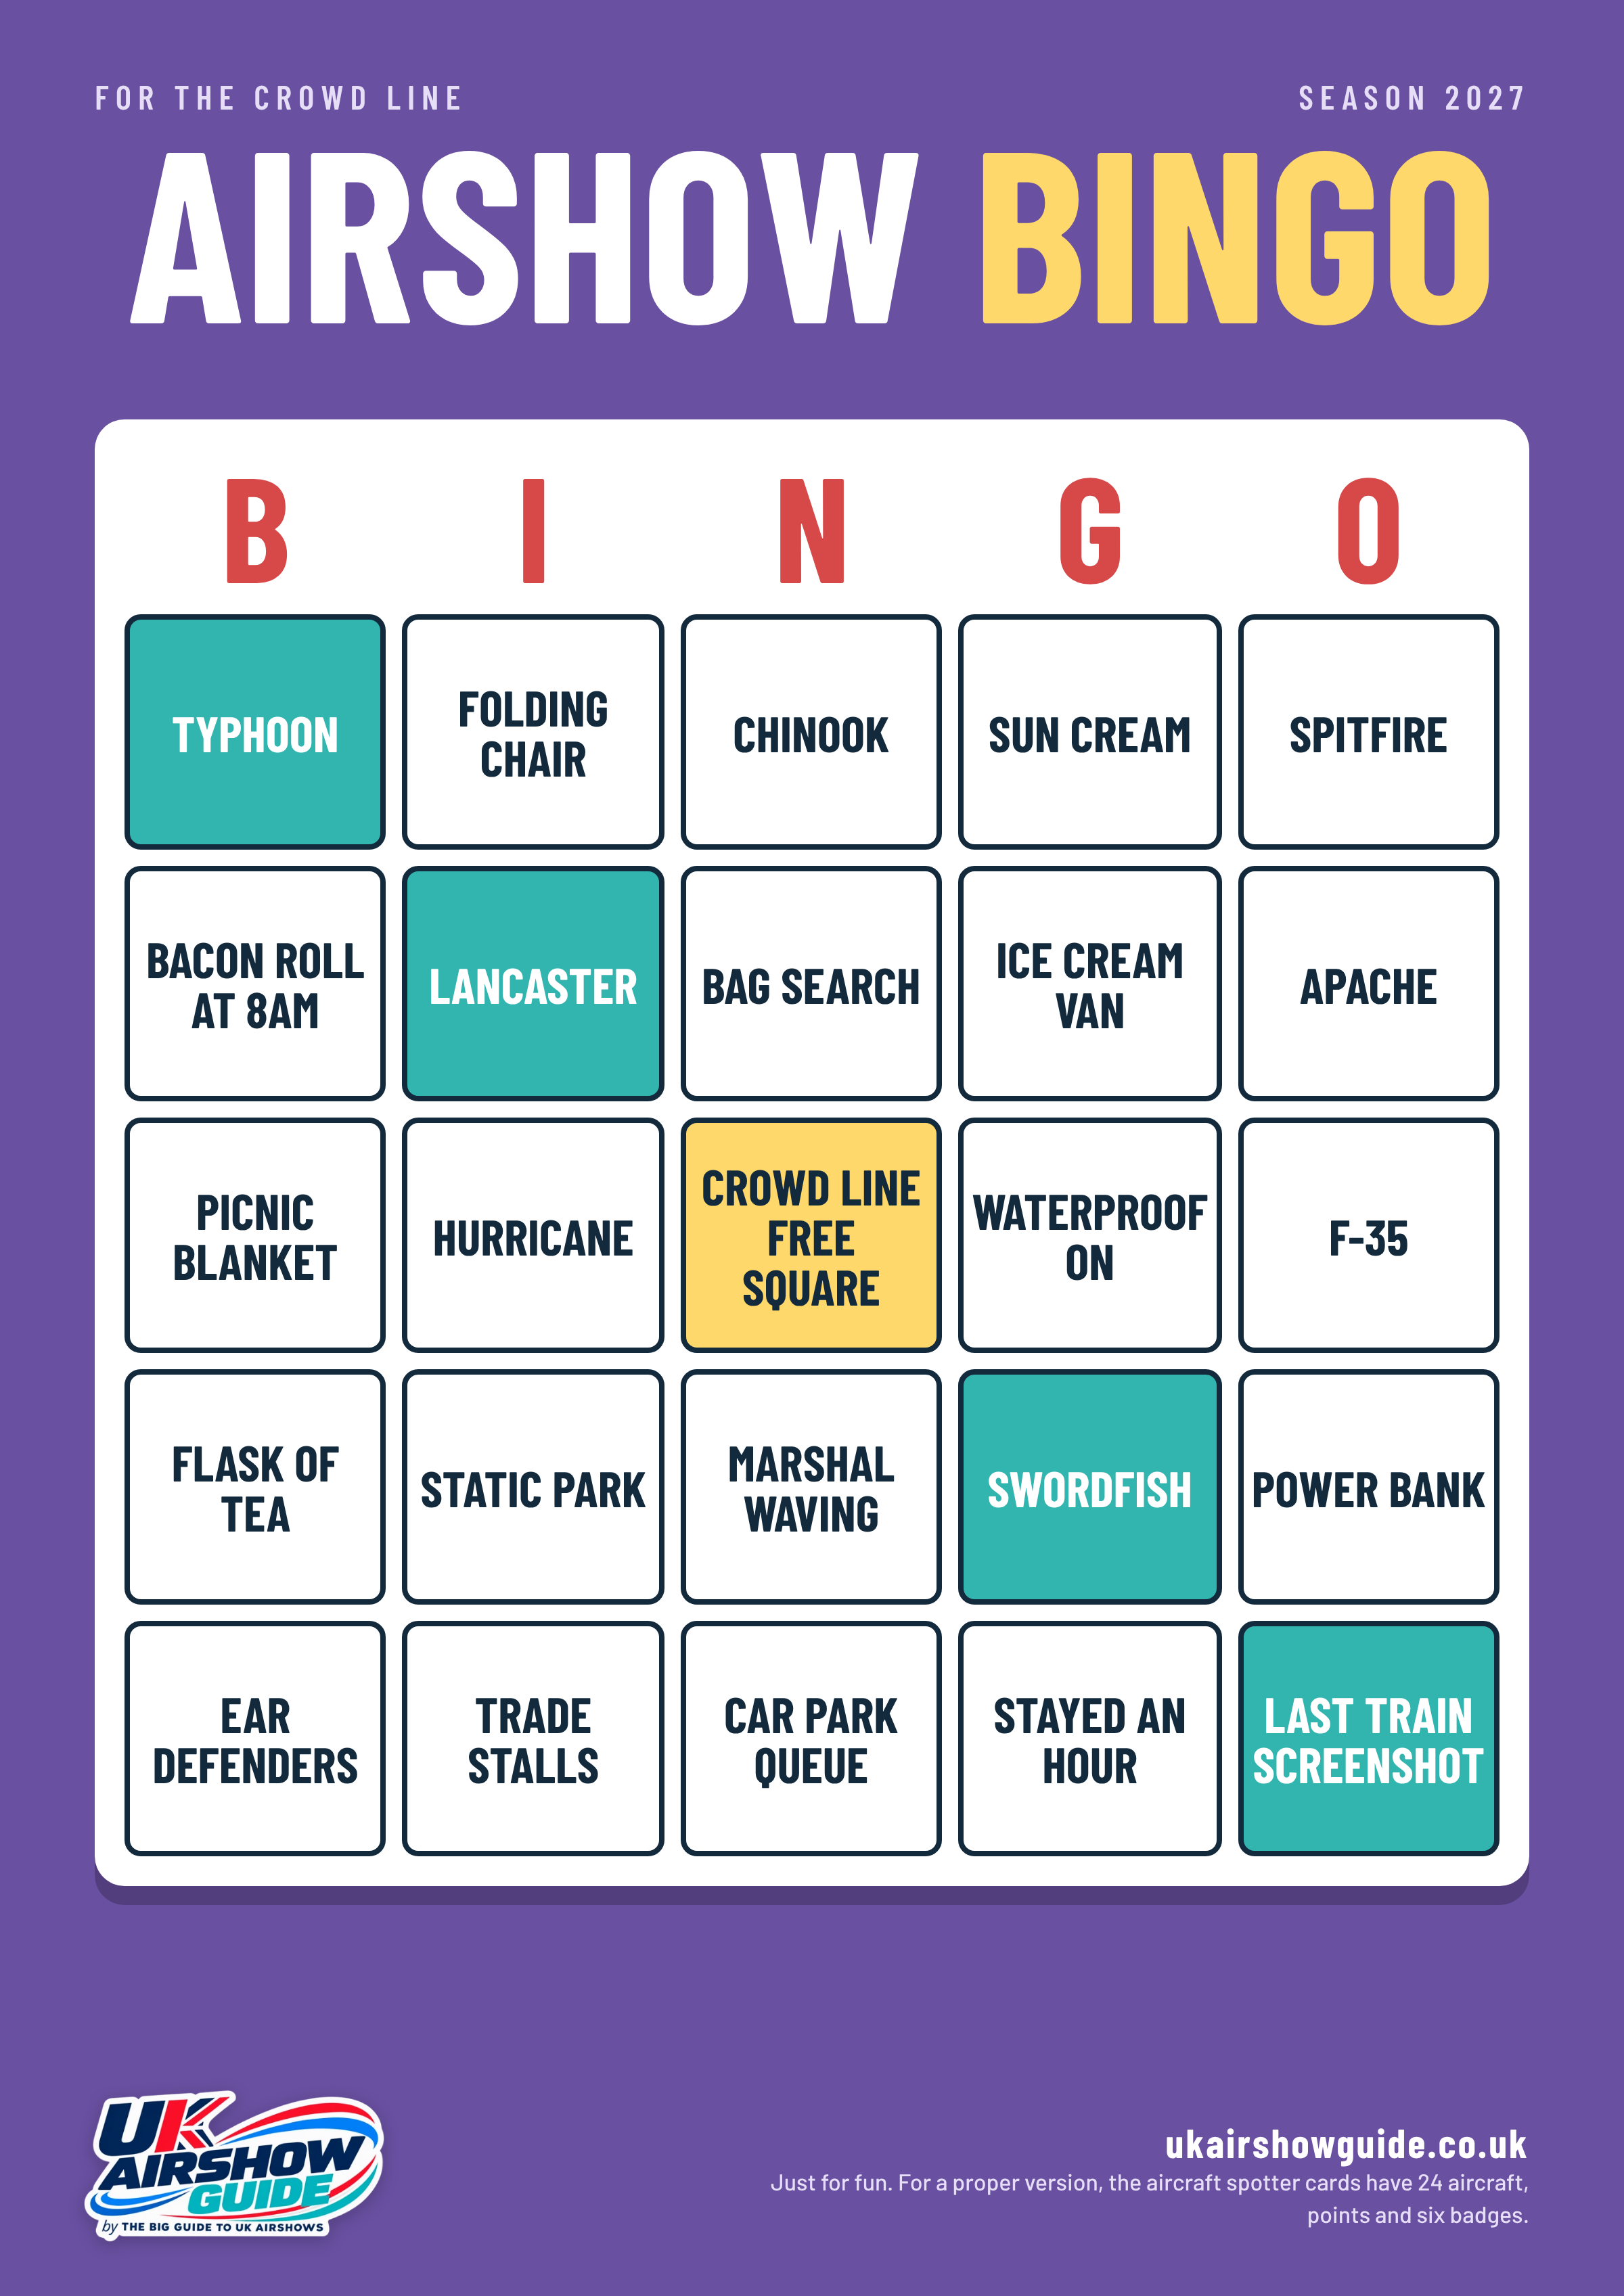 FOR THE CROWD LINE
SEASON 2027
AIRSHOW BINGO
B I N G O
TYPHOON
FOLDING
CHAIR
CHINOOK
SUN CREAM
SPITFIRE
BACON ROLL
AT 8AM
LANCASTER
BAG SEARCH
ICE CREAM
VAN
APACHE
PICNIC
BLANKET
HURRICANE
CROWD LINE
FREE
SQUARE
WATERPROOF
ON
F-35
FLASK OF
TEA
STATIC PARK
MARSHAL
WAVING
SWORDFISH
POWER BANK
EAR
DEFENDERS
TRADE
STALLS
CAR PARK
QUEUE
STAYED AN
HOUR
LAST TRAIN
SCREENSHOT
UK
AIRSHOW
GUIDE
by THE BIG GUIDE TO UK AIRSHOWS
ukairshowguide.co.uk
Just for fun. For a proper version, the aircraft spotter cards have 24 aircraft,
points and six badges.